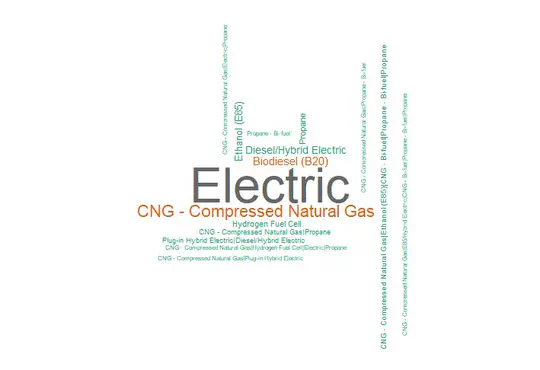 CNG - Compressed Natural Gas|Electric|Propane
Ethanol (E85)
Propane - Bi-fuel
Propane
Diesel/Hybrid Electric
Biodiesel (B20)
Electric
CNG - Compressed Natural Gas
Hydrogen Fuel Cell
CNG - Compressed Natural Gas|Propane
Plug-in Hybrid Electric|Diesel/Hybrid Electric
CNG - Compressed Natural Gas|Hydrogen Fuel Cell|Electric|Propane
CNG - Compressed Natural Gas|Plug-in Hybrid Electric
CNG - Compressed Natural Gas|Propane - Bi-fuel
CNG - Compressed Natural Gas|Ethanol (E85)|CNG - Bi-fuel|Propane - Bi-fuel|Propane
CNG - Compressed Natural Gas|E85/Hybrid Electric|CNG - Bi-fuel|Propane - Bi-fuel|Propane